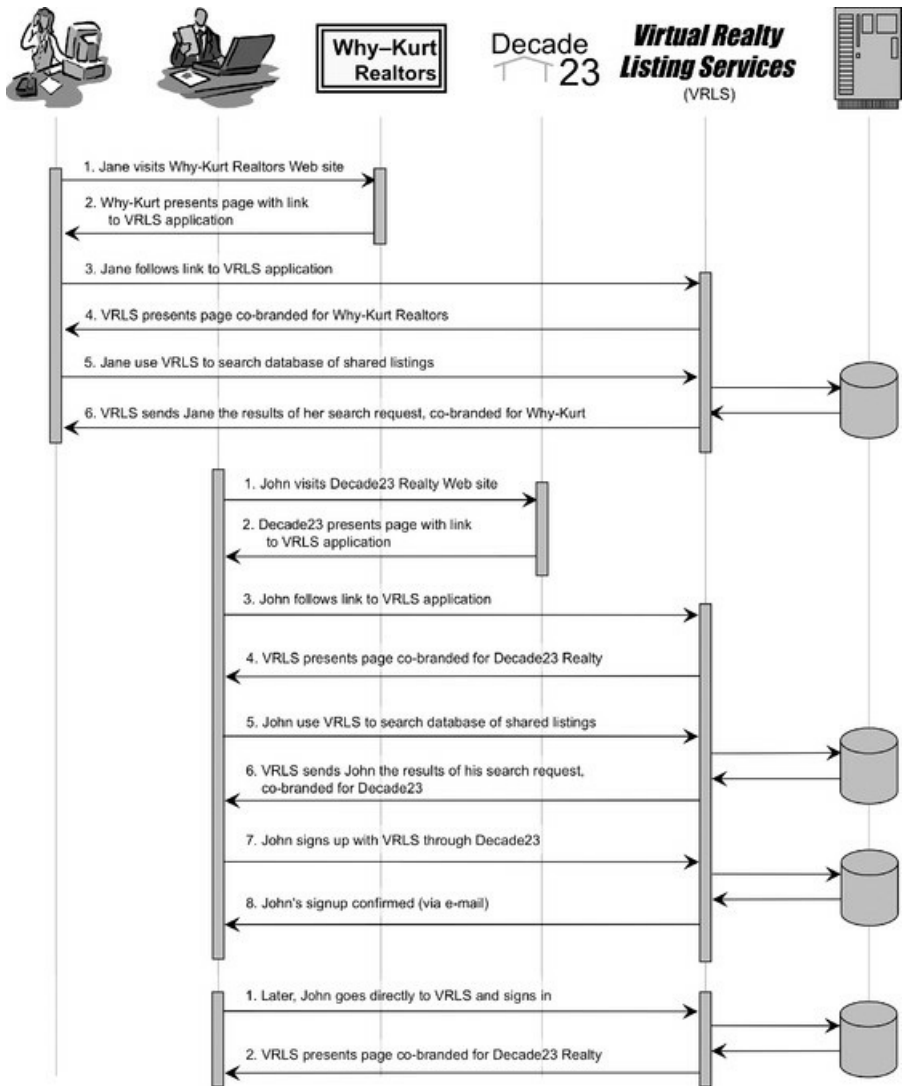 Why–Kurt
Realtors
Decade
23
Virtual Realty
Listing Services
(VRLS)
1. Jane visits Why-Kurt Realtors Web site
2. Why-Kurt presents page with link
to VRLS application
3. Jane follows link to VRLS application
4. VRLS presents page co-branded for Why-Kurt Realtors
5. Jane use VRLS to search database of shared listings
6. VRLS sends Jane the results of her search request, co-branded for Why-Kurt
1. John visits Decade23 Realty Web site
2. Decade23 presents page with link
to VRLS application
3. John follows link to VRLS application
4. VRLS presents page co-branded for Decade23 Realty
5. John use VRLS to search database of shared listings
6. VRLS sends John the results of his search request,
co-branded for Decade23
7. John signs up with VRLS through Decade23
8. John's signup confirmed (via e-mail)
1. Later, John goes directly to VRLS and signs in
2. VRLS presents page co-branded for Decade23 Realty